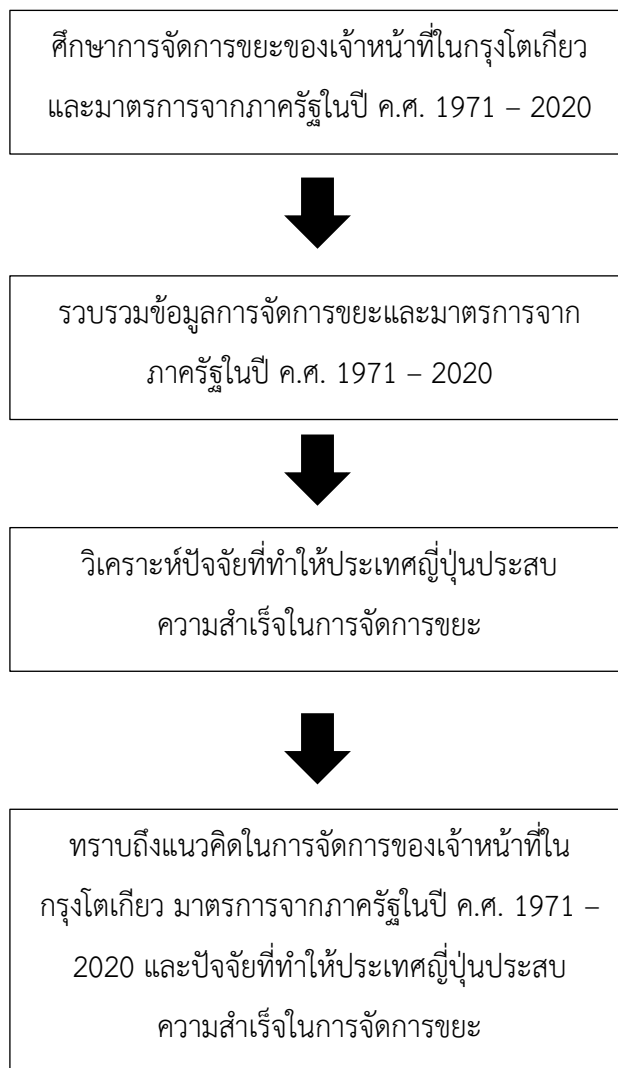 ศึกษาการจัดการขยะของเจ้าหน้าที่ในกรุงโตเกียว
และมาตรการจากภาครัฐในปี ค.ศ. 1971 – 2020
รวบรวมข้อมูลการจัดการขยะและมาตรการจาก
ภาครัฐในปี ค.ศ. 1971 – 2020
วิเคราะห์ปัจจัยที่ทำให้ประเทศญี่ปุ่นประสบ
ความสำเร็จในการจัดการขยะ
ทราบถึงแนวคิดในการจัดการของเจ้าหน้าที่ใน
กรุงโตเกียว มาตรการจากภาครัฐในปี ค.ศ. 1971 –
2020 และปัจจัยที่ทำให้ประเทศญี่ปุ่นประสบ
ความสำเร็จในการจัดการขยะ